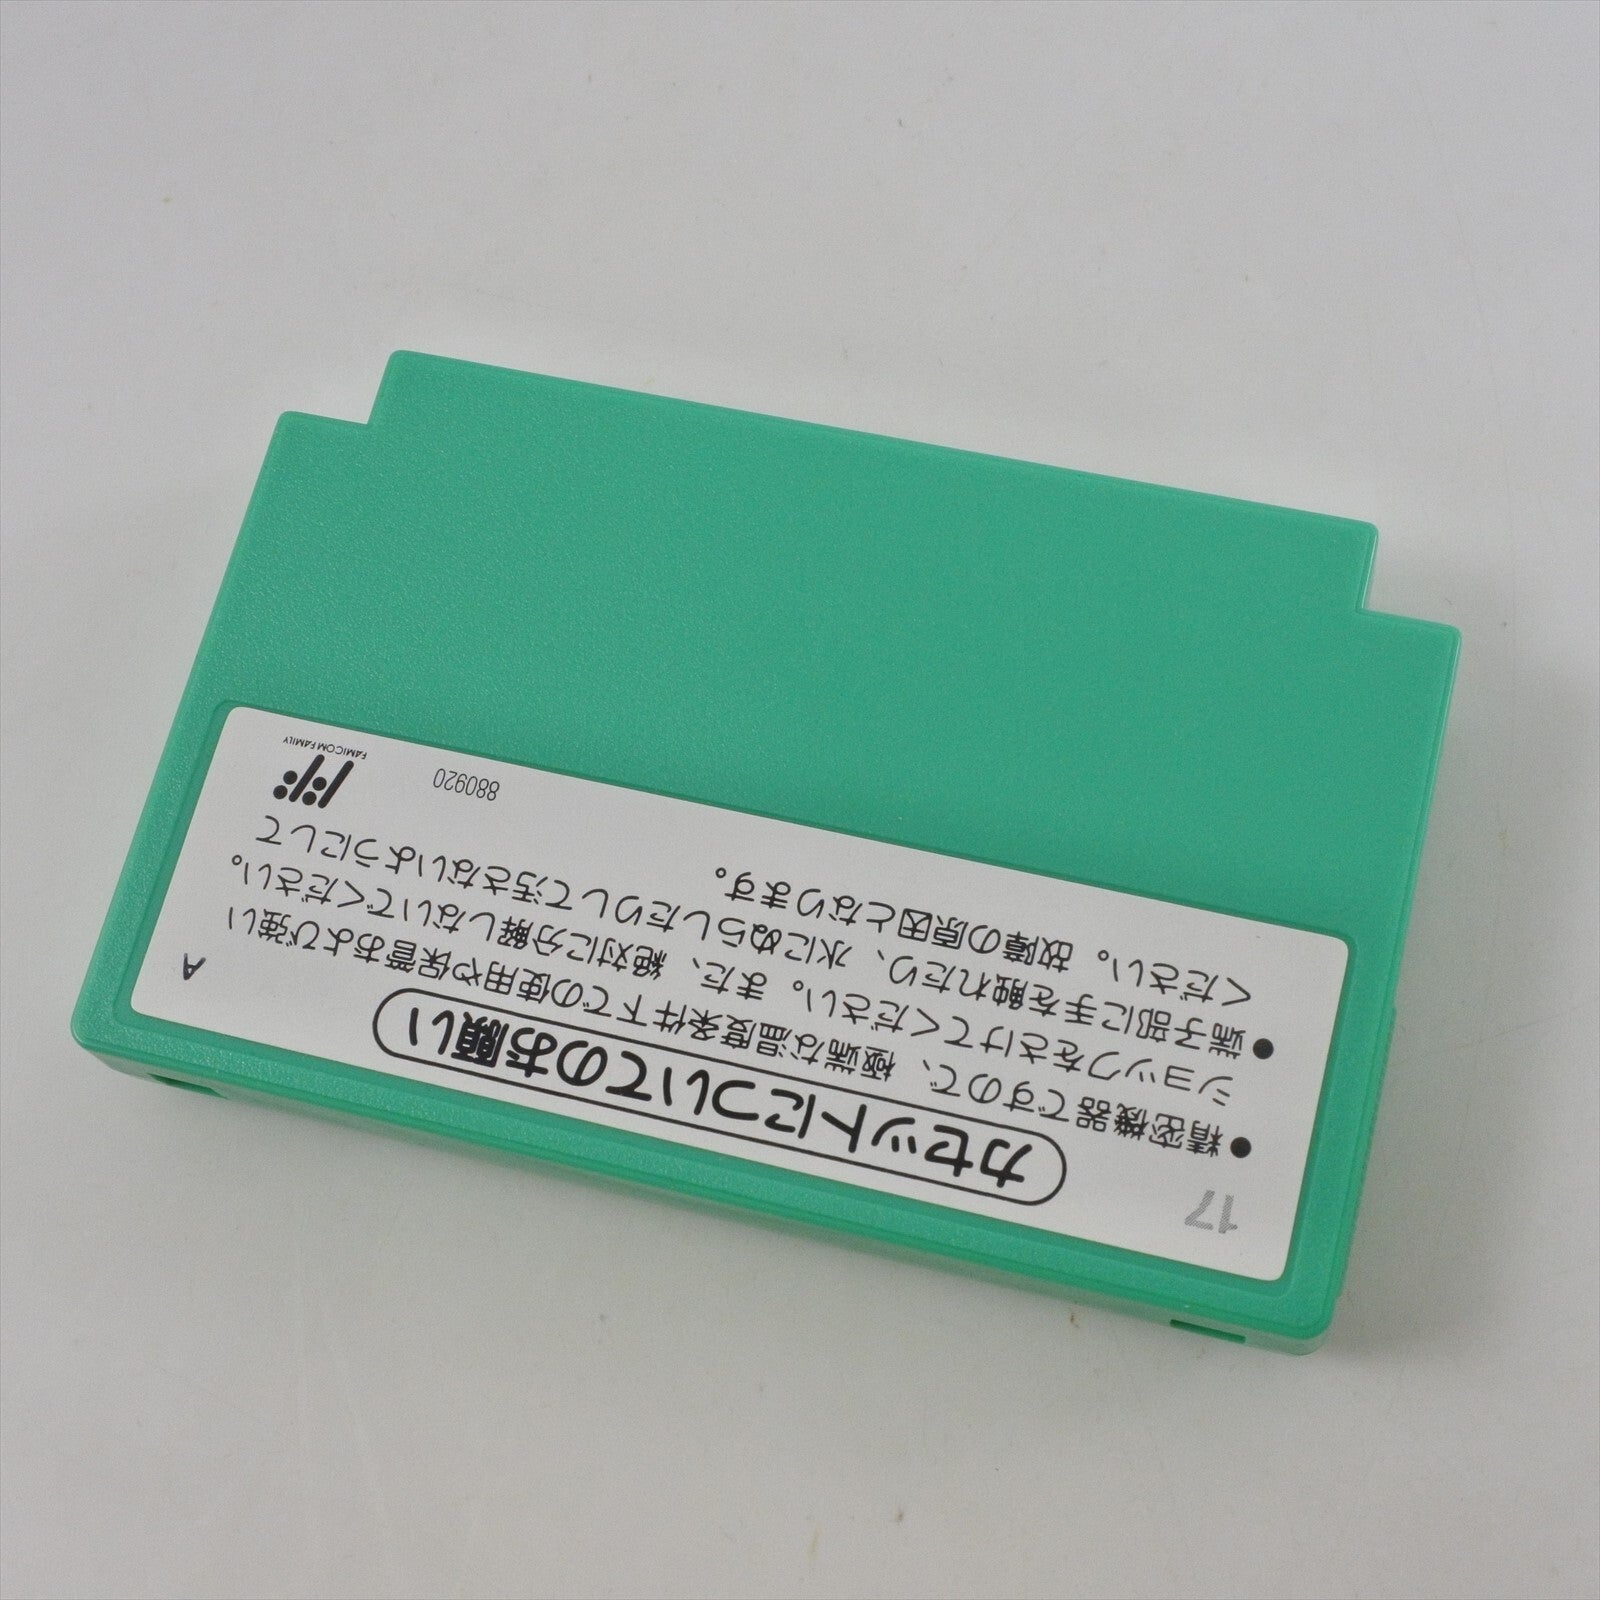 17
カセットについてのお願い
A
●精密機器ですので、極端な温度条件下での使用や保管および強い
ショックをさけてください。また、絶対に分解しないでください。
●端子部に手を触れたり、水にぬらしたりして汚さないようにして
ください。故障の原因となります。
880920
FAMICOM FAMILY